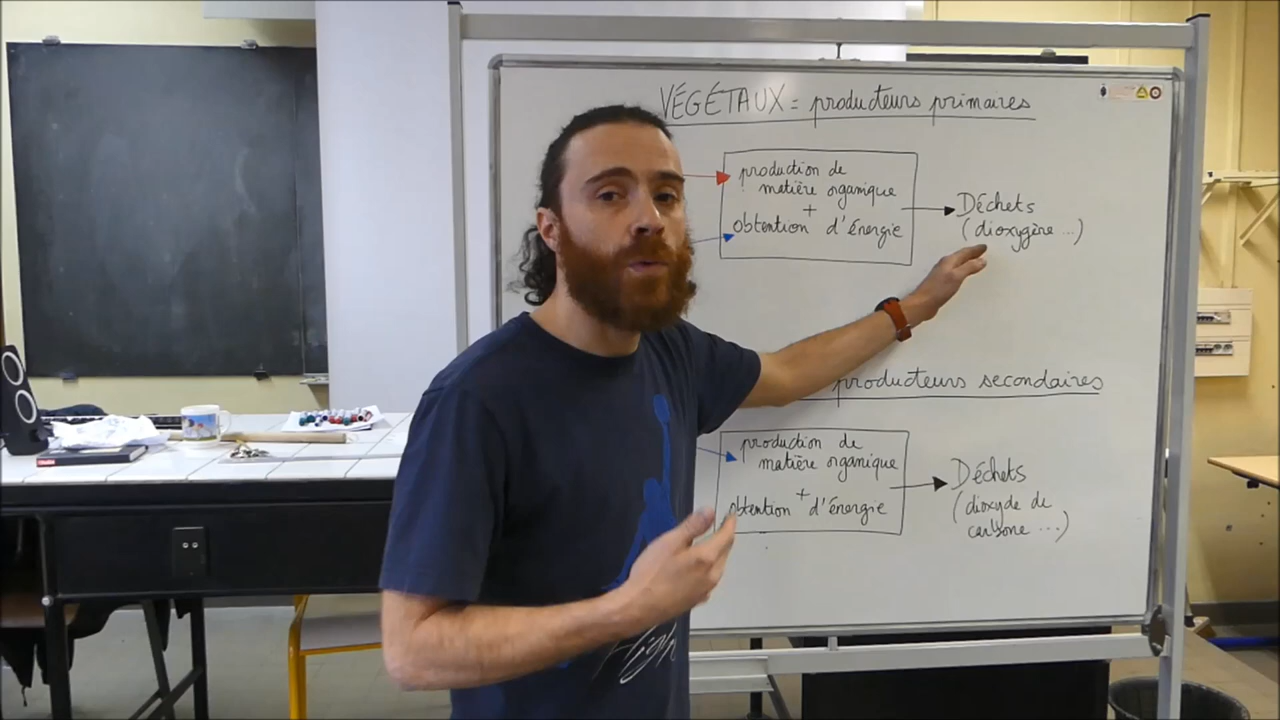 VÉGÉTAUX = producteurs primaires
production de
matière organique
+
obtention d'énergie
Déchets
(dioxygène ...)
producteurs secondaires
production de
matière organique
+
obtention d'énergie
Déchets
(dioxyde de
carbone ...)